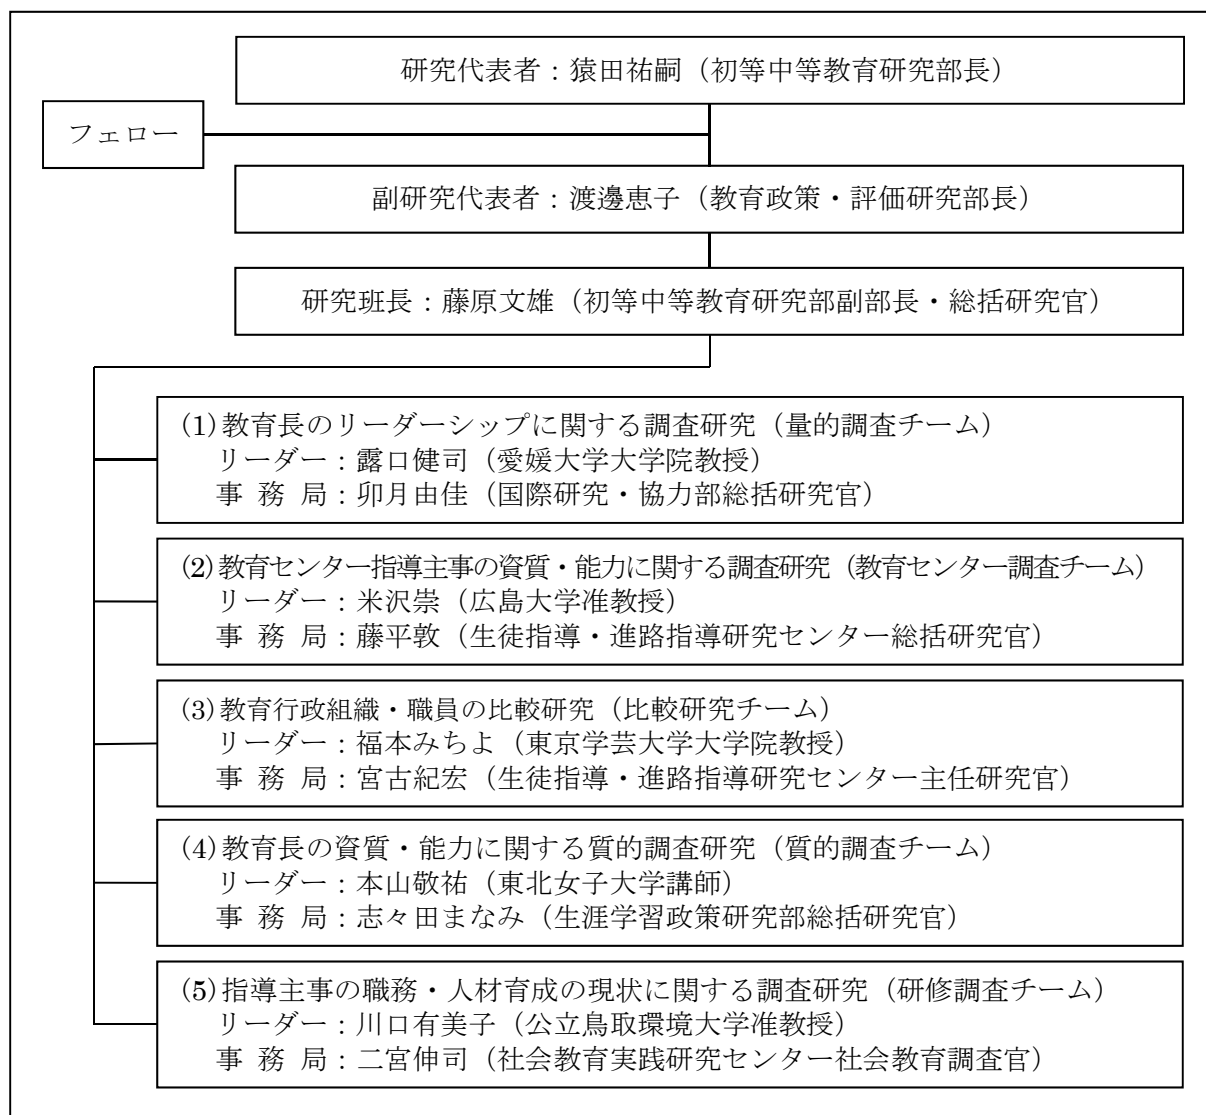 研究代表者：猿田祐嗣（初等中等教育研究部長）
フェロー
副研究代表者：渡邊恵子（教育政策・評価研究部長）
研究班長：藤原文雄（初等中等教育研究部副部長・総括研究官）
(1)教育長のリーダーシップに関する調査研究（量的調査チーム）
リーダー：露口健司（愛媛大学大学院教授）
事 務 局：卯月由佳（国際研究・協力部総括研究官）
(2)教育センター指導主事の資質・能力に関する調査研究（教育センター調査チーム）
リーダー：米沢崇（広島大学准教授）
事 務 局：藤平敦（生徒指導・進路指導研究センター総括研究官）
(3)教育行政組織・職員の比較研究（比較研究チーム）
リーダー：福本みちよ（東京学芸大学大学院教授）
事 務 局：宮古紀宏（生徒指導・進路指導研究センター主任研究官）
(4)教育長の資質・能力に関する質的調査研究（質的調査チーム）
リーダー：本山敬祐（東北女子大学講師）
事 務 局：志々田まなみ（生涯学習政策研究部総括研究官）
(5)指導主事の職務・人材育成の現状に関する調査研究（研修調査チーム）
リーダー：川口有美子（公立鳥取環境大学准教授）
事 務 局：二宮伸司（社会教育実践研究センター社会教育調査官）